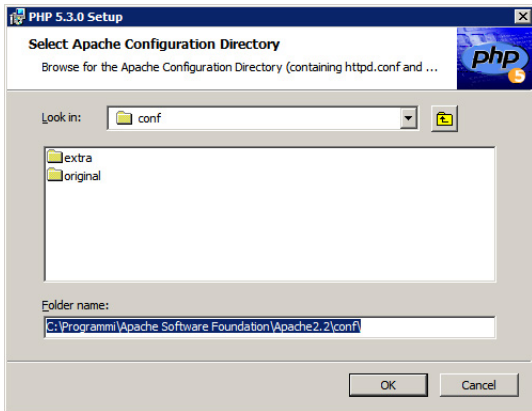 PHP 5.3.0 Setup
Select Apache Configuration Directory
Browse for the Apache Configuration Directory (containing httpd.conf and ...
php
5
Look in:
conf
extra
original
Folder name:
C:\Programmi\Apache Software Foundation\Apache2.2\conf\
OK
Cancel